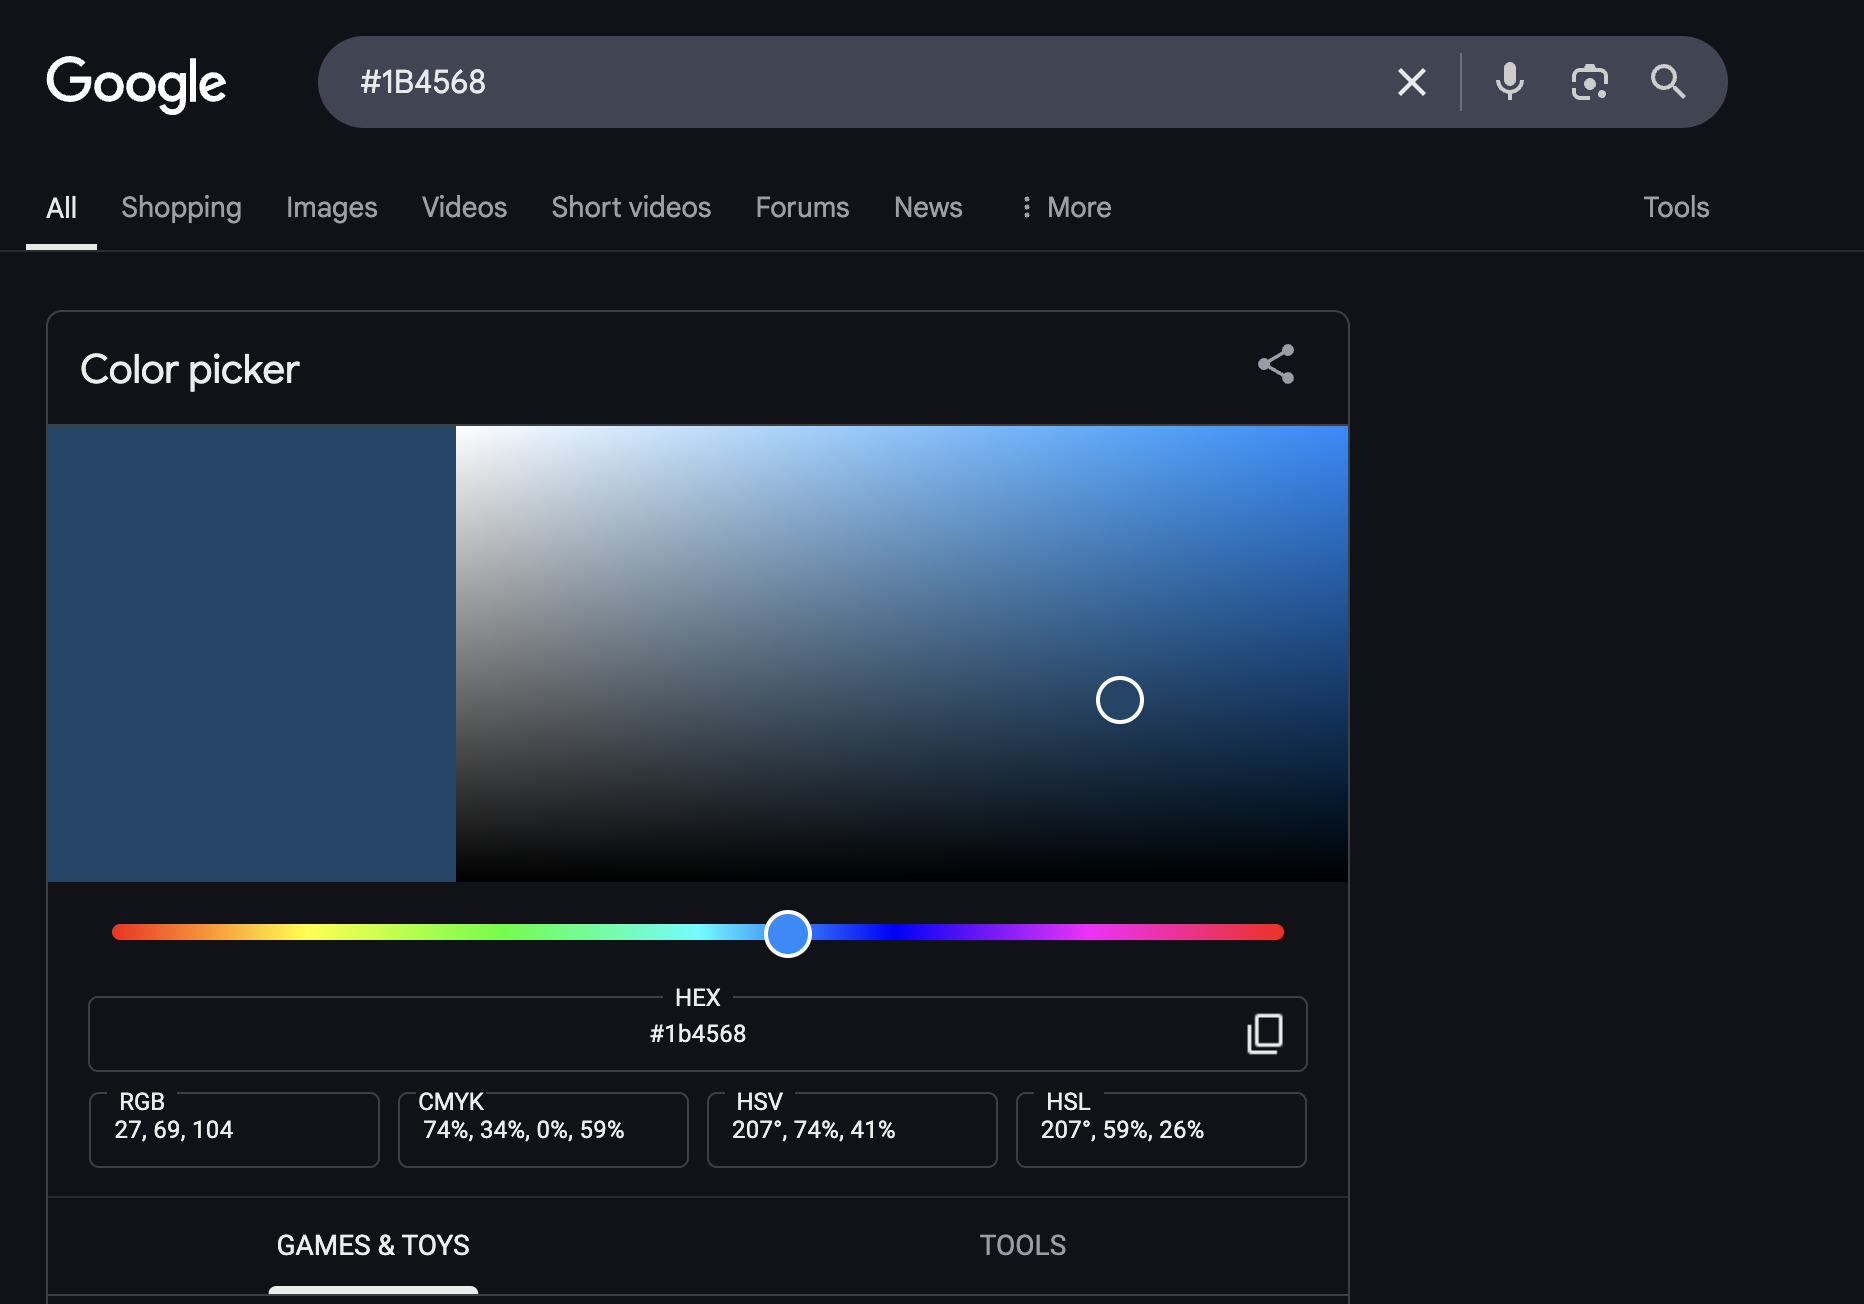 Google
#1B4568
All Shopping Images Videos Short videos Forums News More Tools
Color picker
HEX
#1b4568
RGB
27, 69, 104
CMYK
74%, 34%, 0%, 59%
HSV
207°, 74%, 41%
HSL
207°, 59%, 26%
GAMES & TOYS TOOLS